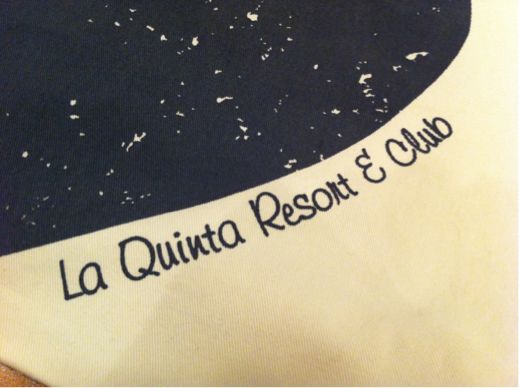 La Quinta Resort & Club